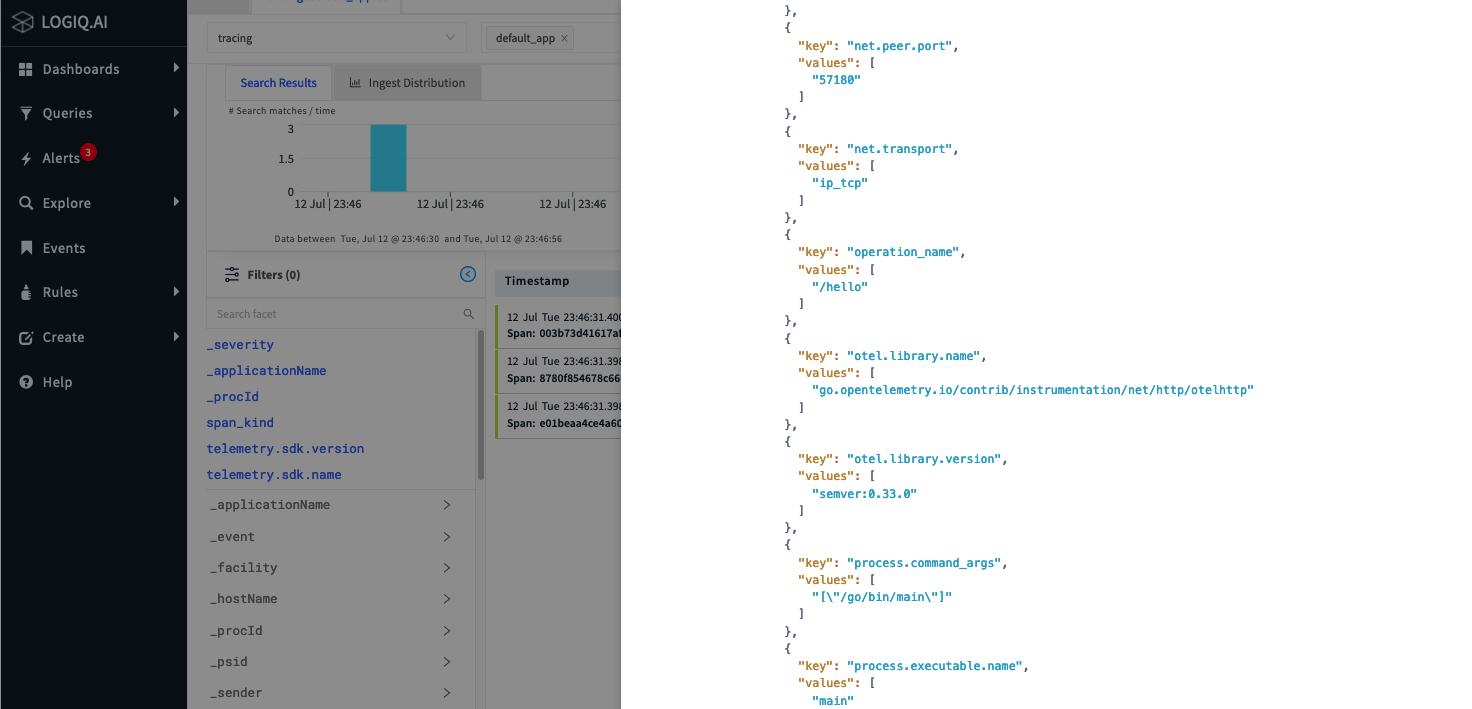 LOGIQ.AI
Dashboards
Queries
Alerts 3
Explore
Events
Rules
Create
Help
tracing
default_app ×
Search Results
Ingest Distribution
# Search matches / time
3
1.5
0
12 Jul | 23:46 12 Jul | 23:46 12 Jul | 23:46
Data between Tue, Jul 12 @ 23:46:30 and Tue, Jul 12 @ 23:46:56
Filters (0)
Search facet
_severity
_applicationName
_procId
span_kind
telemetry.sdk.version
telemetry.sdk.name
_applicationName
_event
_facility
_hostName
_procId
_psid
_sender
Timestamp
12 Jul Tue 23:46:31.400
Span: 003b73d41617af
12 Jul Tue 23:46:31.398
Span: 8780f854678c66
12 Jul Tue 23:46:31.398
Span: e01beaa4ce4a60
},
{
"key": "net.peer.port",
"values": [
"57180"
]
},
{
"key": "net.transport",
"values": [
"ip_tcp"
]
},
{
"key": "operation_name",
"values": [
"/hello"
]
},
{
"key": "otel.library.name",
"values": [
"go.opentelemetry.io/contrib/instrumentation/net/http/otelhttp"
]
},
{
"key": "otel.library.version",
"values": [
"semver:0.33.0"
]
},
{
"key": "process.command_args",
"values": [
"[\"/go/bin/main\"]"
]
},
{
"key": "process.executable.name",
"values": [
"main"